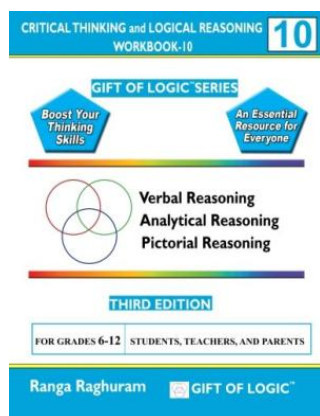 CRITICAL THINKING and LOGICAL REASONING
WORKBOOK-10
10
GIFT OF LOGIC™SERIES
Boost Your
Thinking
Skills
An Essential
Resource for
Everyone
Verbal Reasoning
Analytical Reasoning
Pictorial Reasoning
THIRD EDITION
FOR GRADES 6-12 STUDENTS, TEACHERS, AND PARENTS
Ranga Raghuram GIFT OF LOGIC™